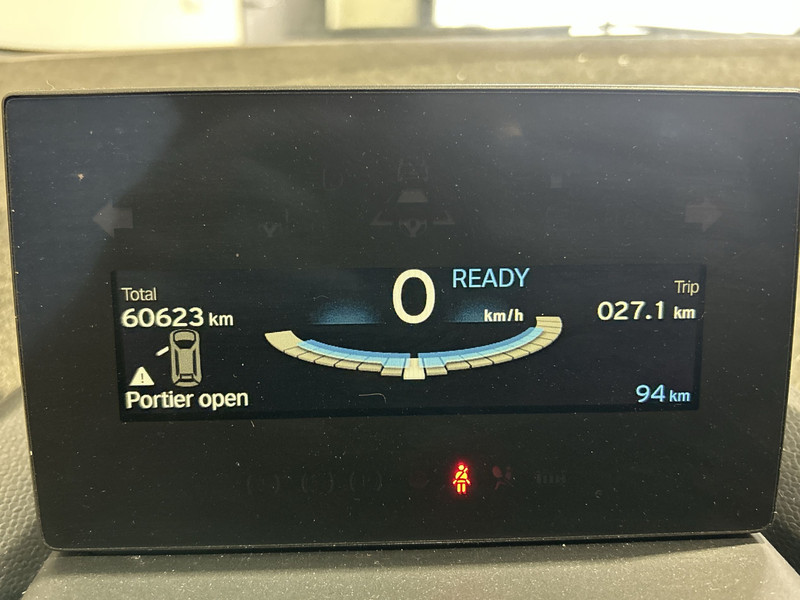 0 READY
km/h
Total
60623 km
Portier open
Trip
027.1 km
94 km